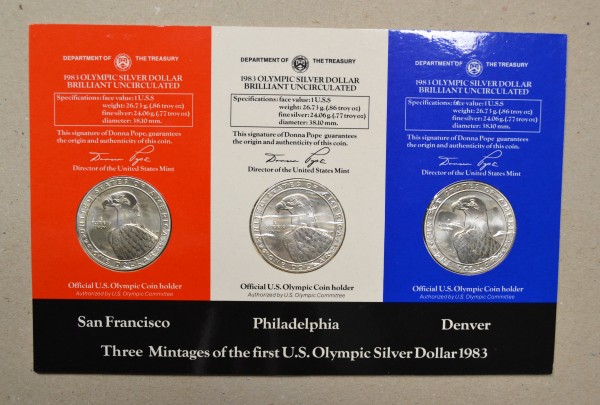 DEPARTMENT OF THE TREASURY
1983 OLYMPIC SILVER DOLLAR
BRILLIANT UNCIRCULATED
Specifications: face value: 1 U.S.$
weight: 26.73 g. (.86 troy oz)
fine silver: 24.06 g. (.77 troy oz)
diameter: 38.10 mm.
This signature of Donna Pope guarantees
the origin and authenticity of this coin.
Donna Pope
Director of the United States Mint
Official U.S. Olympic Coin holder
Authorized by U.S. Olympic Committee
San Francisco
DEPARTMENT OF THE TREASURY
1983 OLYMPIC SILVER DOLLAR
BRILLIANT UNCIRCULATED
Specifications: face value: 1 U.S.$
weight: 26.73 g. (.86 troy oz)
fine silver: 24.06 g. (.77 troy oz)
diameter: 38.10 mm.
This signature of Donna Pope guarantees
the origin and authenticity of this coin.
Donna Pope
Director of the United States Mint
Official U.S. Olympic Coin holder
Authorized by U.S. Olympic Committee
Philadelphia
DEPARTMENT OF THE TREASURY
1983 OLYMPIC SILVER DOLLAR
BRILLIANT UNCIRCULATED
Specifications: face value: 1 U.S.$
weight: 26.73 g. (.86 troy oz)
fine silver: 24.06 g. (.77 troy oz)
diameter: 38.10 mm.
This signature of Donna Pope guarantees
the origin and authenticity of this coin.
Donna Pope
Director of the United States Mint
Official U.S. Olympic Coin holder
Authorized by U.S. Olympic Committee
Denver
Three Mintages of the first U.S. Olympic Silver Dollar 1983